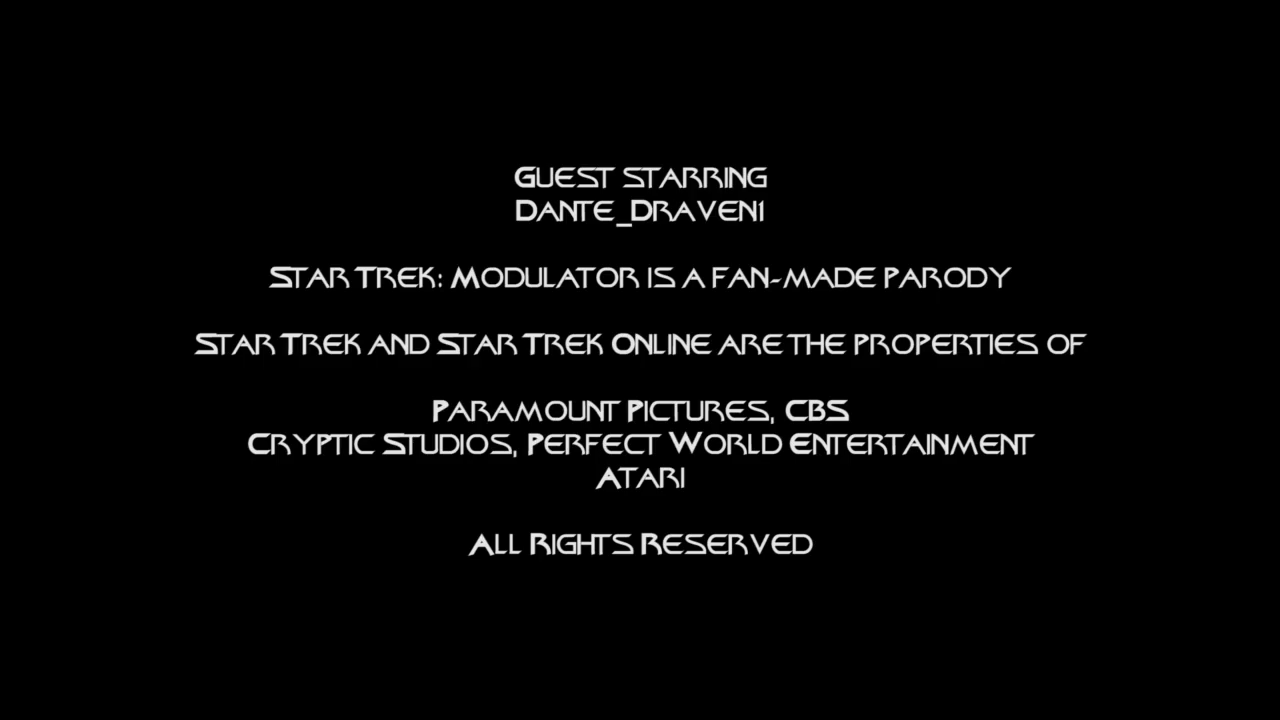 Guest starring
Dante_Draven1
Star Trek: Modulator is a fan-made Parody
Star Trek and Star Trek Online are the properties of
Paramount Pictures, CBS
Cryptic Studios, Perfect World Entertainment
Atari
All Rights Reserved